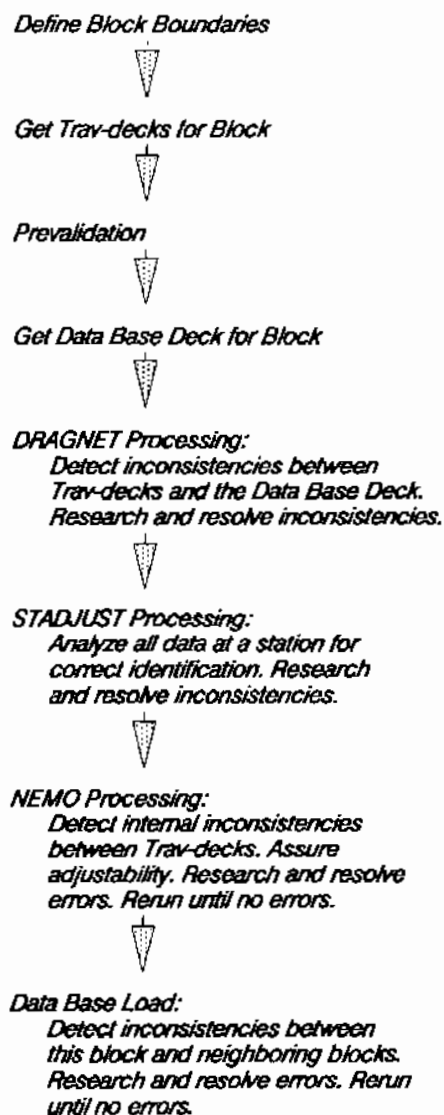 Define Block Boundaries
Get Trav-decks for Block
Prevalidation
Get Data Base Deck for Block
DRAGNET Processing:
Detect inconsistencies between
Trav-decks and the Data Base Deck.
Research and resolve inconsistencies.
STADJUST Processing:
Analyze all data at a station for
correct identification. Research
and resolve inconsistencies.
NEMO Processing:
Detect internal inconsistencies
between Trav-decks. Assure
adjustability. Research and resolve
errors. Rerun until no errors.
Data Base Load:
Detect inconsistencies between
this block and neighboring blocks.
Research and resolve errors. Rerun
until no errors.